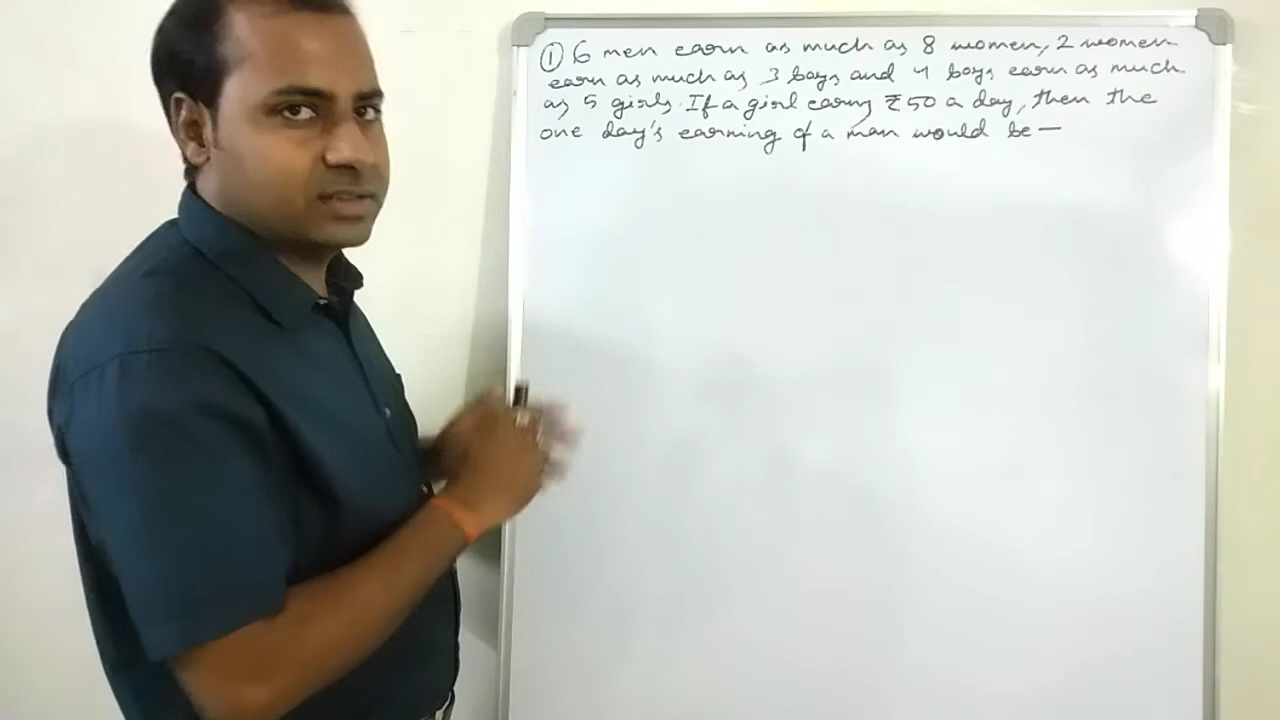 ① 6 men earn as much as 8 women, 2 women
earn as much as 3 boys and 4 boys earn as much
as 5 girls. If a girl earns ₹50 a day, then the
one day's earning of a man would be —